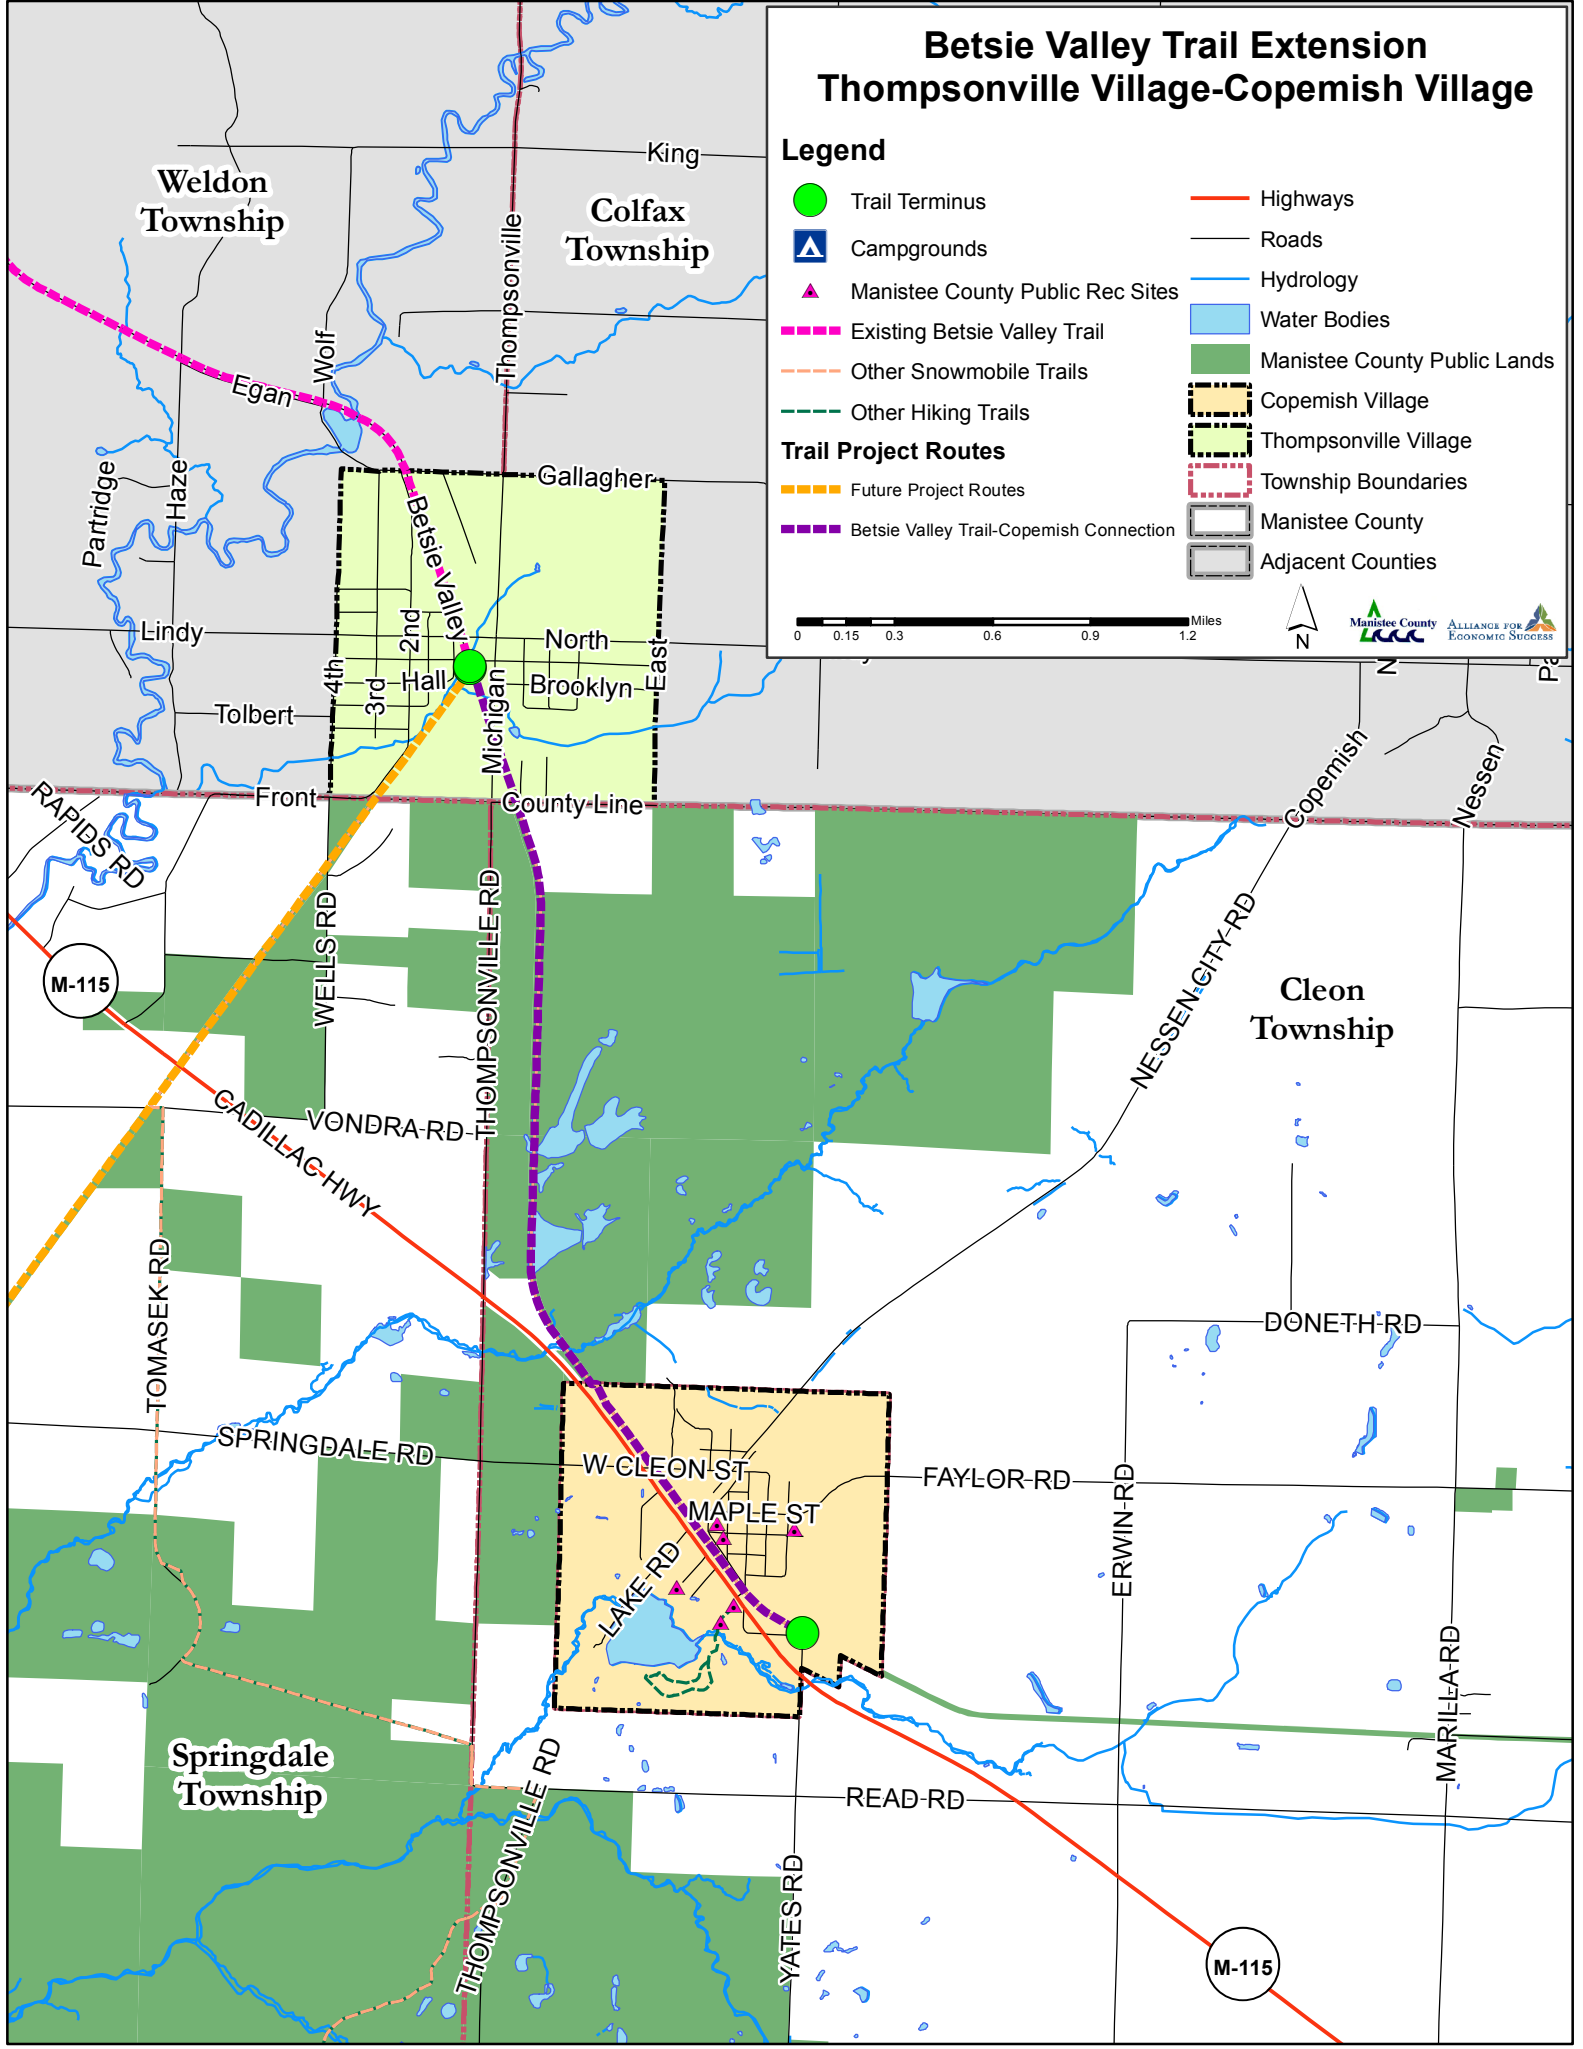 Betsie Valley Trail Extension
Thompsonville Village-Copemish Village
Legend
Trail Terminus
Campgrounds
Manistee County Public Rec Sites
Existing Betsie Valley Trail
Other Snowmobile Trails
Other Hiking Trails
Trail Project Routes
Future Project Routes
Betsie Valley Trail-Copemish Connection
Highways
Roads
Hydrology
Water Bodies
Manistee County Public Lands
Copemish Village
Thompsonville Village
Township Boundaries
Manistee County
Adjacent Counties
0 0.15 0.3 0.6 0.9 1.2 Miles
N
Manistee County
ALLIANCE FOR
ECONOMIC SUCCESS
King
Weldon
Township
Colfax
Township
Thompsonville
Wolf
Egan
Partridge
Haze
Gallagher
Betsie Valley
Lindy
2nd
North
4th
3rd
Hall
Michigan
Brooklyn
East
Tolbert
Front
County Line
Copemish
Nessen
RAPIDS RD
WELLS RD
THOMPSONVILLE RD
NESSEN CITY RD
M-115
Cleon
Township
CADILLAC HWY
VONDRA RD
TOMASEK RD
DONETH RD
SPRINGDALE RD
W CLEON ST
FAYLOR RD
MAPLE ST
ERWIN RD
LAKE RD
MARILLA RD
Springdale
Township
THOMPSONVILLE RD
READ RD
YATES RD
M-115